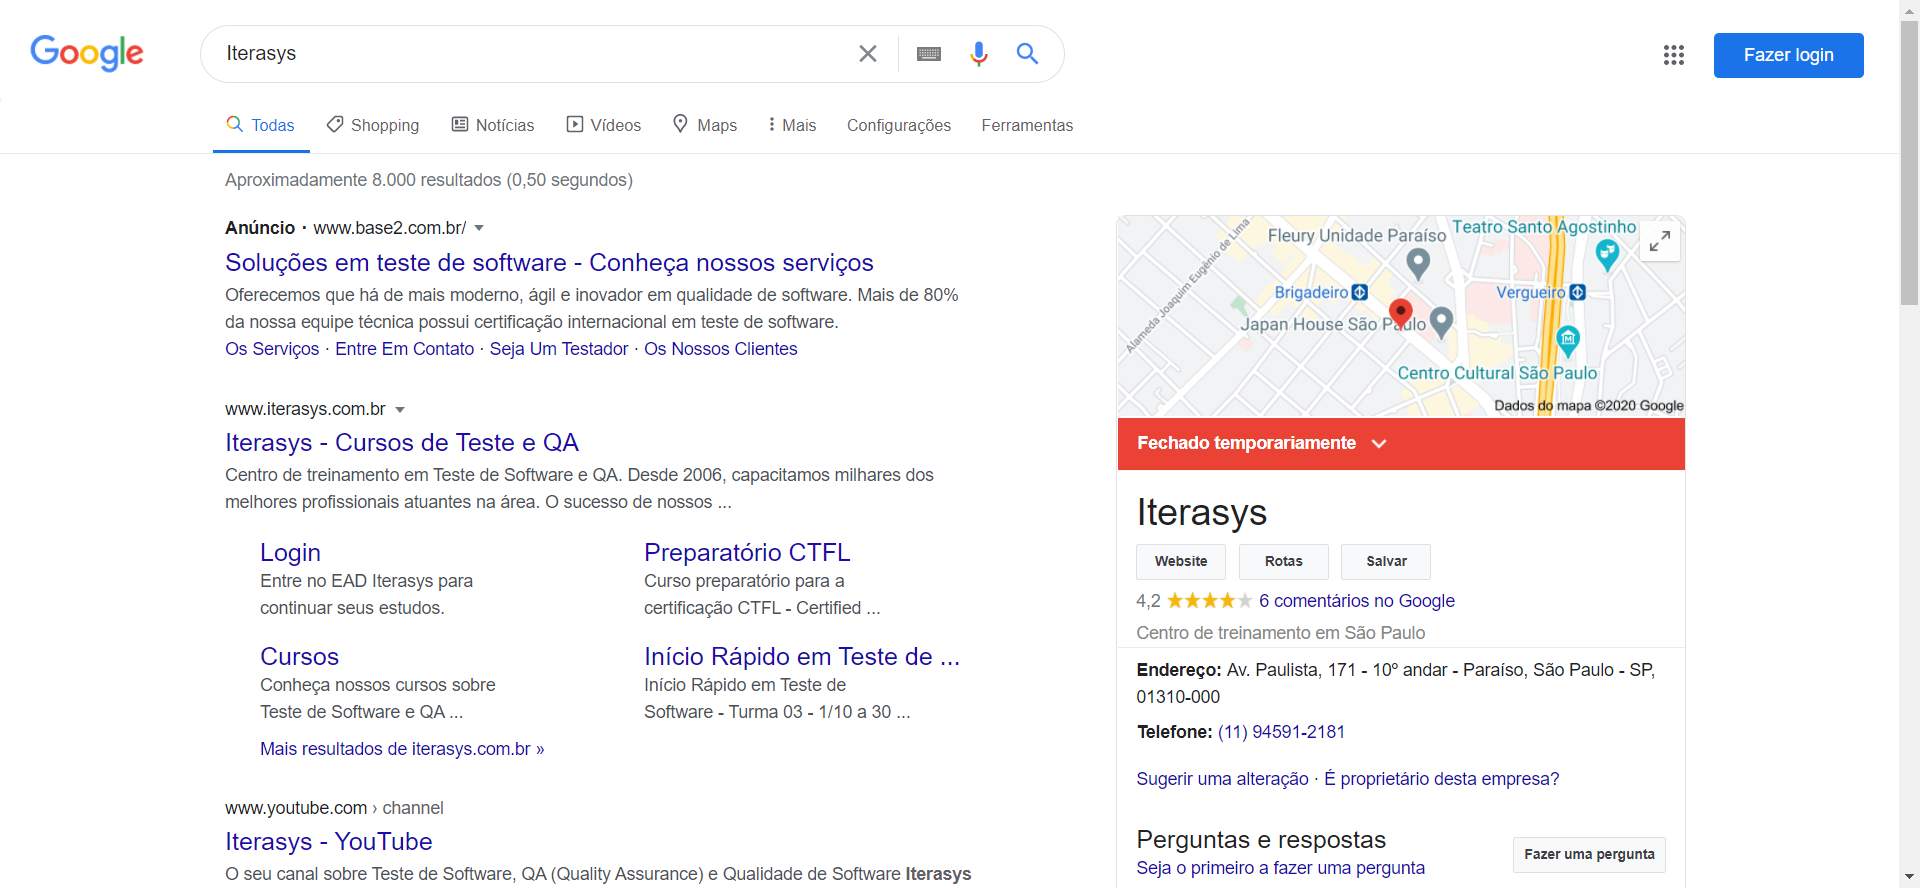 Google
Iterasys
Fazer login
Todas
Shopping
Notícias
Vídeos
Maps
Mais
Configurações
Ferramentas
Aproximadamente 8.000 resultados (0,50 segundos)
Anúncio · www.base2.com.br/
Soluções em teste de software - Conheça nossos serviços
Oferecemos que há de mais moderno, ágil e inovador em qualidade de software. Mais de 80%
da nossa equipe técnica possui certificação internacional em teste de software.
Os Serviços · Entre Em Contato · Seja Um Testador · Os Nossos Clientes
www.iterasys.com.br
Iterasys - Cursos de Teste e QA
Centro de treinamento em Teste de Software e QA. Desde 2006, capacitamos milhares dos
melhores profissionais atuantes na área. O sucesso de nossos ...
Login
Entre no EAD Iterasys para
continuar seus estudos.
Preparatório CTFL
Curso preparatório para a
certificação CTFL - Certified ...
Cursos
Conheça nossos cursos sobre
Teste de Software e QA ...
Início Rápido em Teste de ...
Início Rápido em Teste de
Software - Turma 03 - 1/10 a 30 ...
Mais resultados de iterasys.com.br »
www.youtube.com › channel
Iterasys - YouTube
O seu canal sobre Teste de Software, QA (Quality Assurance) e Qualidade de Software Iterasys
Teatro Santo Agostinho
Fleury Unidade Paraíso
Alameda Joaquim Eugênio de Lima
Brigadeiro
Vergueiro
Japan House São Paulo
Centro Cultural São Paulo
Dados do mapa ©2020 Google
Fechado temporariamente
Iterasys
Website
Rotas
Salvar
4,2 6 comentários no Google
Centro de treinamento em São Paulo
Endereço: Av. Paulista, 171 - 10º andar - Paraíso, São Paulo - SP,
01310-000
Telefone: (11) 94591-2181
Sugerir uma alteração · É proprietário desta empresa?
Perguntas e respostas
Seja o primeiro a fazer uma pergunta
Fazer uma pergunta